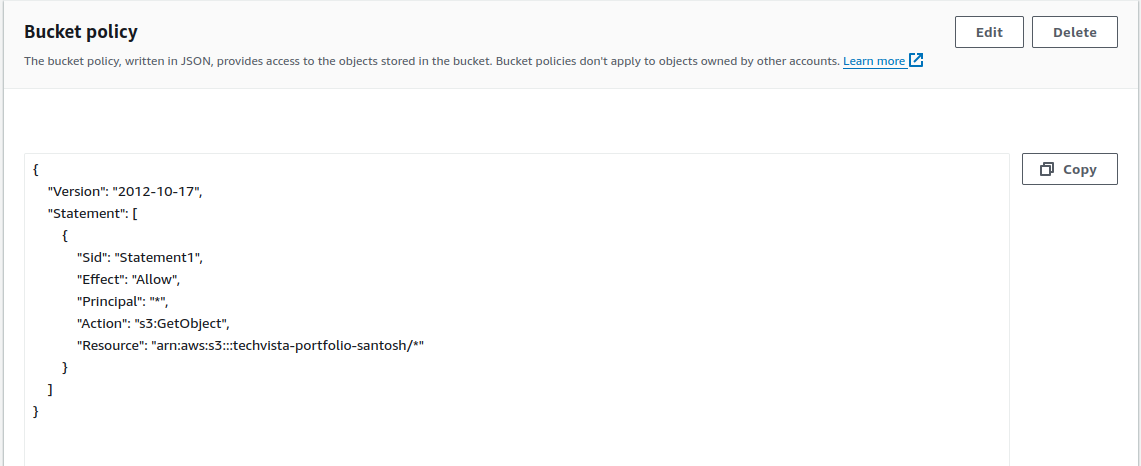 Bucket policy
Edit
Delete
The bucket policy, written in JSON, provides access to the objects stored in the bucket. Bucket policies don't apply to objects owned by other accounts. Learn more
Copy
{
"Version": "2012-10-17",
"Statement": [
{
"Sid": "Statement1",
"Effect": "Allow",
"Principal": "*",
"Action": "s3:GetObject",
"Resource": "arn:aws:s3:::techvista-portfolio-santosh/*"
}
]
}